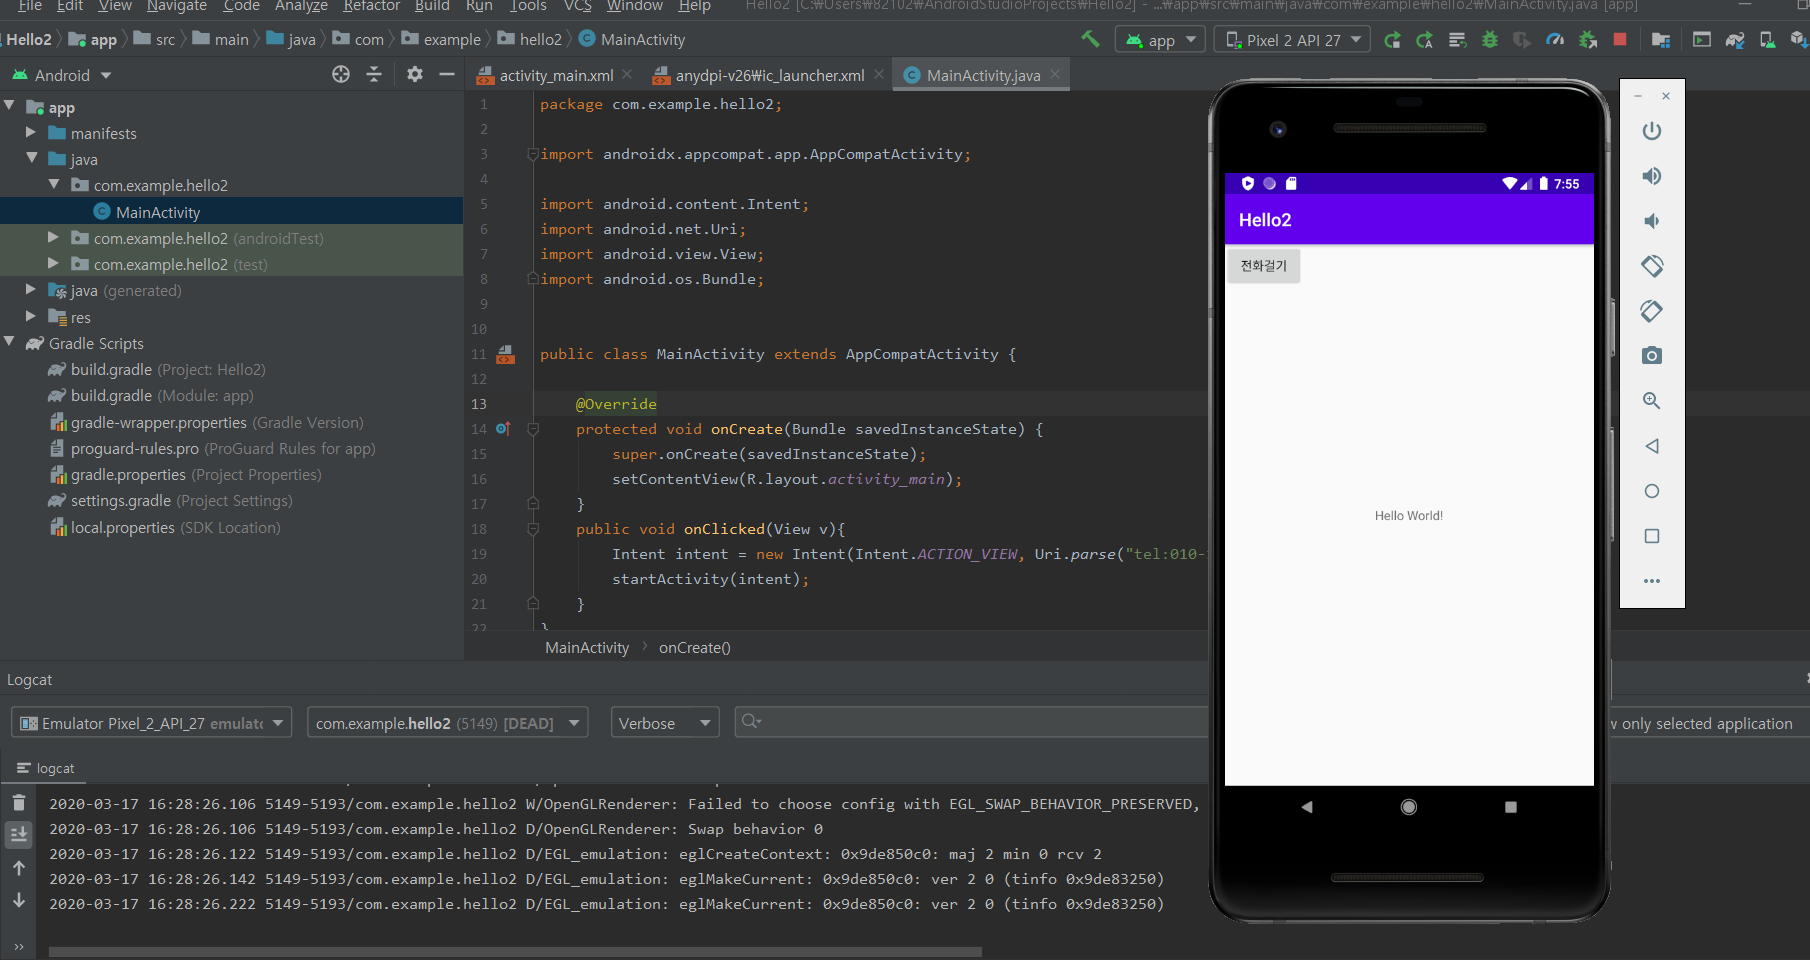 File Edit View Navigate Code Analyze Refactor Build Run Tools VCS Window Help Hello2 [C:₩Users₩82102₩AndroidStudioProjects₩Hello2] - ...₩app₩src₩main₩java₩com₩example₩hello2₩MainActivity.java [app]
Hello2 app src main java com example hello2 MainActivity app Pixel 2 API 27
Android
activity_main.xml anydpi-v26₩ic_launcher.xml MainActivity.java
app
manifests
java
com.example.hello2
MainActivity
com.example.hello2 (androidTest)
com.example.hello2 (test)
java (generated)
res
Gradle Scripts
build.gradle (Project: Hello2)
build.gradle (Module: app)
gradle-wrapper.properties (Gradle Version)
proguard-rules.pro (ProGuard Rules for app)
gradle.properties (Project Properties)
settings.gradle (Project Settings)
local.properties (SDK Location)
1 package com.example.hello2;
2
3 import androidx.appcompat.app.AppCompatActivity;
4
5 import android.content.Intent;
6 import android.net.Uri;
7 import android.view.View;
8 import android.os.Bundle;
9
10
11 public class MainActivity extends AppCompatActivity {
12
13 @Override
14 protected void onCreate(Bundle savedInstanceState) {
15 super.onCreate(savedInstanceState);
16 setContentView(R.layout.activity_main);
17 }
18 public void onClicked(View v){
19 Intent intent = new Intent(Intent.ACTION_VIEW, Uri.parse("tel:010-
20 startActivity(intent);
21 }
22 }
MainActivity onCreate()
7:55
Hello2
전화걸기
Hello World!
Logcat
Emulator Pixel_2_API_27 emulat com.example.hello2 (5149) [DEAD] Verbose w only selected application
logcat
2020-03-17 16:28:26.106 5149-5193/com.example.hello2 W/OpenGLRenderer: Failed to choose config with EGL_SWAP_BEHAVIOR_PRESERVED,
2020-03-17 16:28:26.106 5149-5193/com.example.hello2 D/OpenGLRenderer: Swap behavior 0
2020-03-17 16:28:26.122 5149-5193/com.example.hello2 D/EGL_emulation: eglCreateContext: 0x9de850c0: maj 2 min 0 rcv 2
2020-03-17 16:28:26.142 5149-5193/com.example.hello2 D/EGL_emulation: eglMakeCurrent: 0x9de850c0: ver 2 0 (tinfo 0x9de83250)
2020-03-17 16:28:26.222 5149-5193/com.example.hello2 D/EGL_emulation: eglMakeCurrent: 0x9de850c0: ver 2 0 (tinfo 0x9de83250)